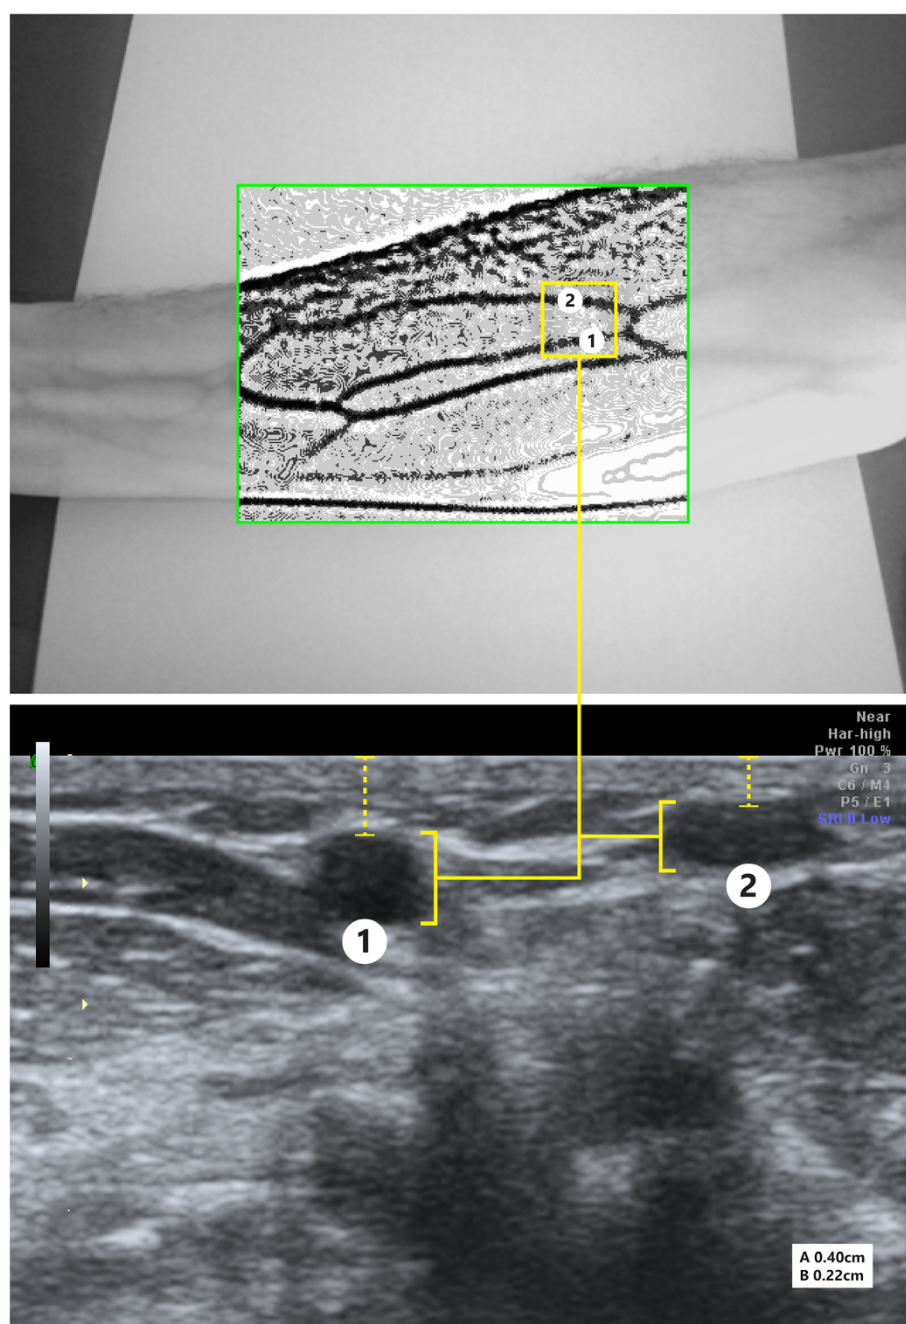 2
1
Near
Har-high
Pwr 100 %
Gn 3
C6 / M4
P5 / E1
SRI II Low
1
2
A 0.40cm
B 0.22cm